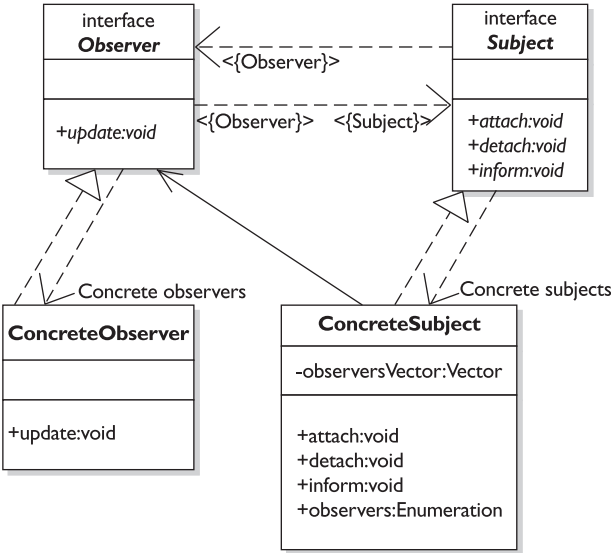 interface
Observer
+update:void
interface
Subject
+attach:void
+detach:void
+inform:void
<{Observer}>
<{Observer}>
<{Subject}>
Concrete observers
ConcreteObserver
+update:void
Concrete subjects
ConcreteSubject
-observersVector:Vector
+attach:void
+detach:void
+inform:void
+observers:Enumeration